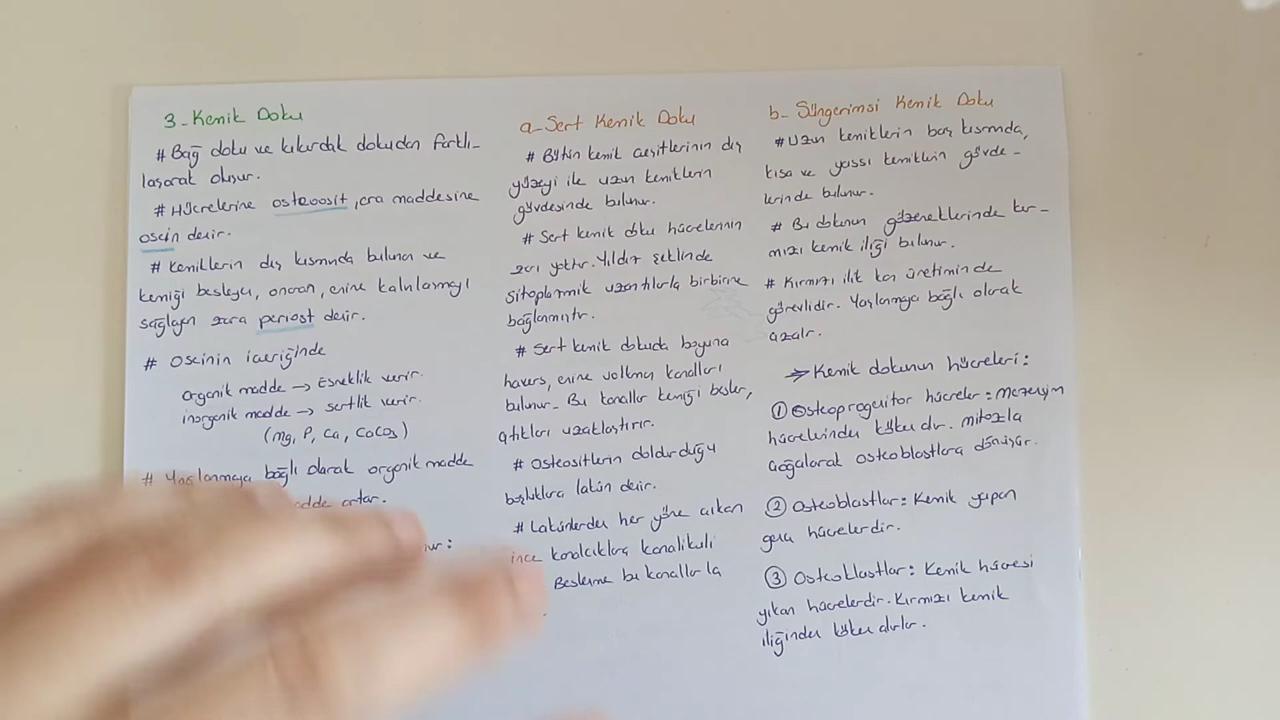 3-Kemik Doku
# Bağ doku ve kıkırdak dokudan farklı-
laşarak oluşur.
# Hücrelerine osteosit, ara maddesine
osein denir.
# Kemiklerin dış kısmında bulunan ve
kemiği besleyen, onaran, enine kalınlaşmayı
sağlayan zara periost denir.
# Oseinin içeriğinde
organik madde → Esneklik verir.
inorganik madde → sertlik verir.
(Mg, P, Ca, CaCO3)
# Yaşlanmaya bağlı olarak organik madde
madde artar.
a-Sert Kemik Doku
# Bütün kemik çeşitlerinin dış
yüzeyi ile uzun kemiklerin
gövdesinde bulunur.
# Sert kemik doku hücrelerinin
zarı yoktur. Yıldız şeklinde
sitoplazmik uzantılarla birbirine
bağlanmıştır.
# Sert kemik dokuda boyuna
havers, enine volkman kanalları
bulunur. Bu kanallar kemiği besler,
atıkları uzaklaştırır.
# Osteositlerin doldurduğu
boşluklara lakün denir.
# Lakünlerden her yöne çıkan
ince kanalcıklara kanaliküli
Beslenme bu kanallarla
b- Süngerimsi Kemik Doku
# Uzun kemiklerin baş kısmında,
kısa ve yassı kemiklerin gövde-
lerinde bulunur.
# Bu dokunun gözeneklerinde kır-
mızı kemik iliği bulunur.
# Kırmızı ilik kan üretiminde
görevlidir. Yaşlanmaya bağlı olarak
azalır.
→ Kemik dokunun hücreleri:
① Osteoprogenitor hücreler: Mezenşim
hücrelerinden köken alır. mitozla
çoğalarak osteoblastlara dönüşür.
② Osteoblastlar: Kemik yapan
genç hücrelerdir.
③ Osteoklastlar: Kemik hücresi
yıkan hücrelerdir. Kırmızı kemik
iliğinden köken alırlar.